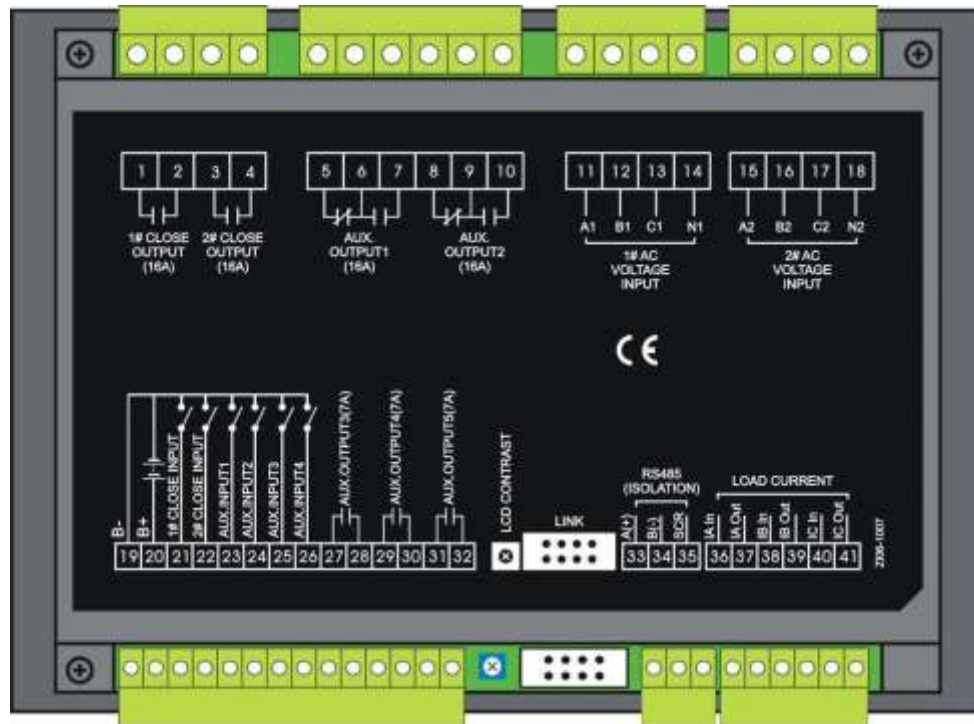 1 2 3 4
5 6 7 8 9 10
11 12 13 14
15 16 17 18
1# CLOSE
OUTPUT
(16A)
2# CLOSE
OUTPUT
(16A)
AUX.
OUTPUT1
(16A)
AUX.
OUTPUT2
(16A)
A1 B1 C1 N1
1# AC
VOLTAGE
INPUT
A2 B2 C2 N2
2# AC
VOLTAGE
INPUT
CE
B-
B+
1# CLOSE INPUT
2# CLOSE INPUT
AUX.INPUT1
AUX.INPUT2
AUX.INPUT3
AUX.INPUT4
AUX.OUTPUT3(7A)
AUX.OUTPUT4(7A)
AUX.OUTPUT5(7A)
LCD CONTRAST
LINK
RS485
(ISOLATION)
A(+)
B(-)
SCR
LOAD CURRENT
IA In
IA Out
IB In
IB Out
IC In
IC Out
19 20 21 22 23 24 25 26 27 28 29 30 31 32
33 34 35
36 37 38 39 40 41